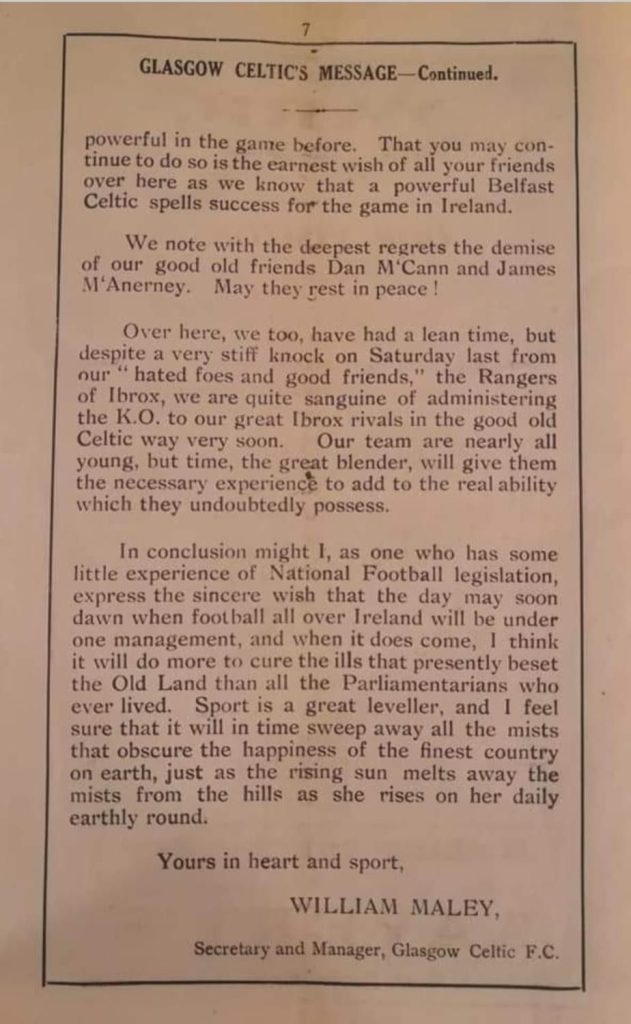 7
GLASGOW CELTIC'S MESSAGE—Continued.
powerful in the game before. That you may con-
tinue to do so is the earnest wish of all your friends
over here as we know that a powerful Belfast
Celtic spells success for the game in Ireland.
We note with the deepest regrets the demise
of our good old friends Dan M‘Cann and James
M‘Anerney. May they rest in peace !
Over here, we too, have had a lean time, but
despite a very stiff knock on Saturday last from
our “ hated foes and good friends,” the Rangers
of Ibrox, we are quite sanguine of administering
the K.O. to our great Ibrox rivals in the good old
Celtic way very soon. Our team are nearly all
young, but time, the great blender, will give them
the necessary experience to add to the real ability
which they undoubtedly possess.
In conclusion might I, as one who has some
little experience of National Football legislation,
express the sincere wish that the day may soon
dawn when football all over Ireland will be under
one management, and when it does come, I think
it will do more to cure the ills that presently beset
the Old Land than all the Parliamentarians who
ever lived. Sport is a great leveller, and I feel
sure that it will in time sweep away all the mists
that obscure the happiness of the finest country
on earth, just as the rising sun melts away the
mists from the hills as she rises on her daily
earthly round.
Yours in heart and sport,
WILLIAM MALEY,
Secretary and Manager, Glasgow Celtic F.C.